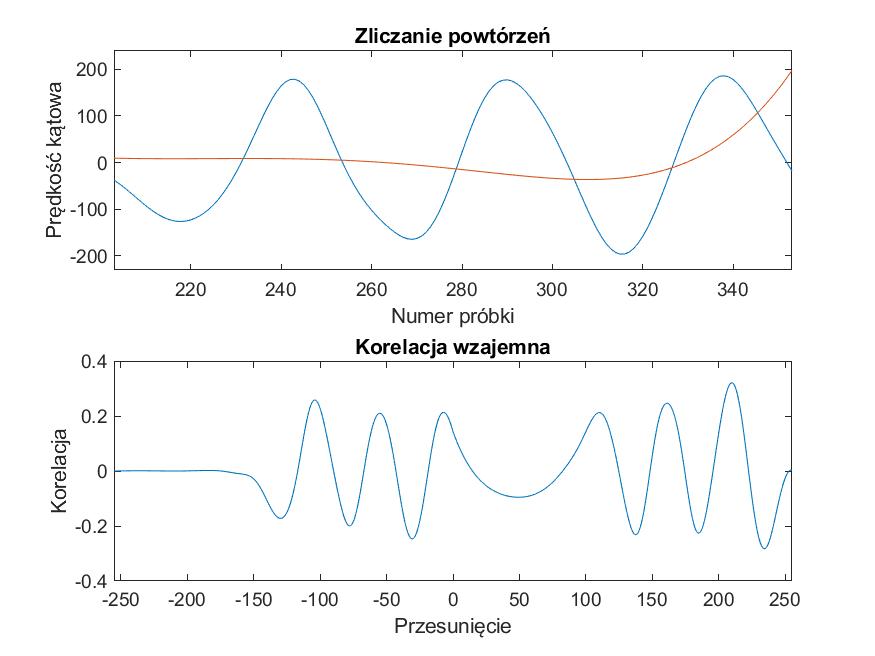 Zliczanie powtórzeń
Prędkość kątowa
200
100
0
-100
-200
220 240 260 280 300 320 340
Numer próbki
Korelacja wzajemna
Korelacja
0.4
0.2
0
-0.2
-0.4
-250 -200 -150 -100 -50 0 50 100 150 200 250
Przesunięcie